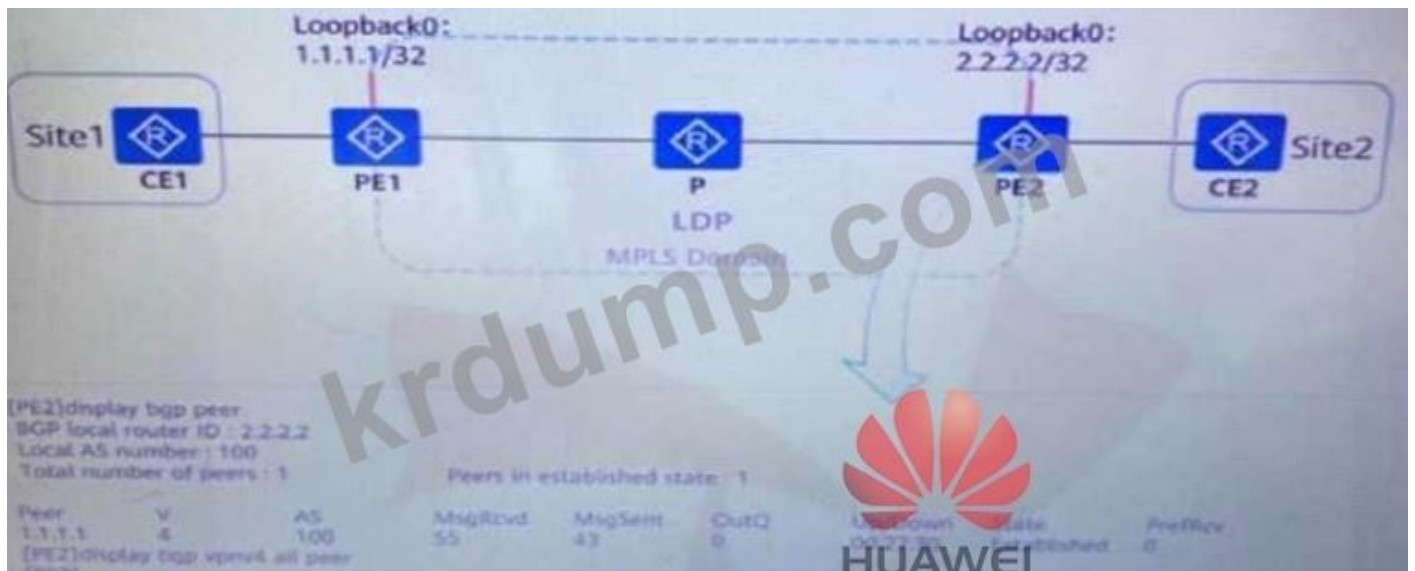 Loopback0:
1.1.1.1/32
Loopback0:
2.2.2.2/32
Site1
CE1
PE1
P
PE2
CE2
Site2
LDP
MPLS Domain
krdump.com
[PE2]display bgp peer
BGP local router ID : 2.2.2.2
Local AS number : 100
Total number of peers : 1 Peers in established state : 1
Peer V AS MsgRcvd MsgSent OutQ Up/Down State PrefRcv
1.1.1.1 4 100 55 43 0 Established 0
[PE2]display bgp vpnv4 all peer
HUAWEI